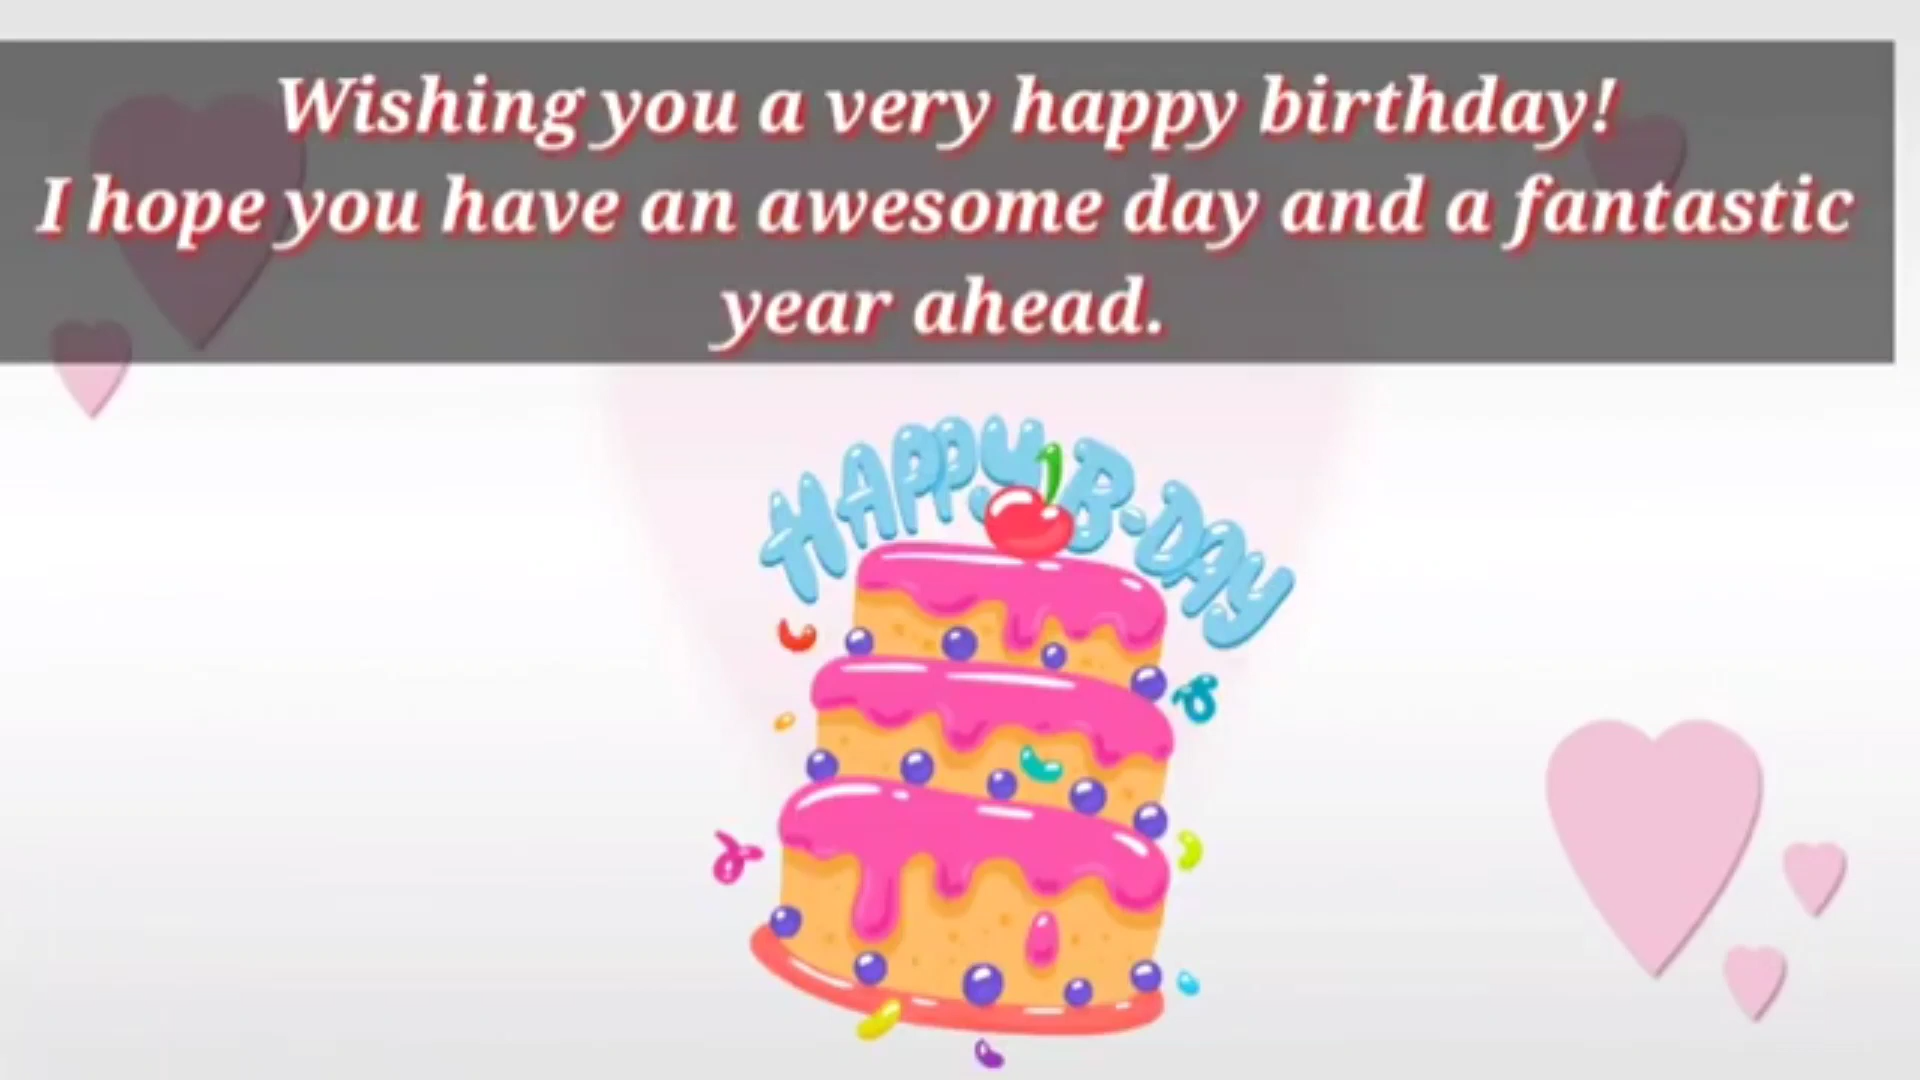 Wishing you a very happy birthday!
I hope you have an awesome day and a fantastic
year ahead.
HAPPY B-DAY